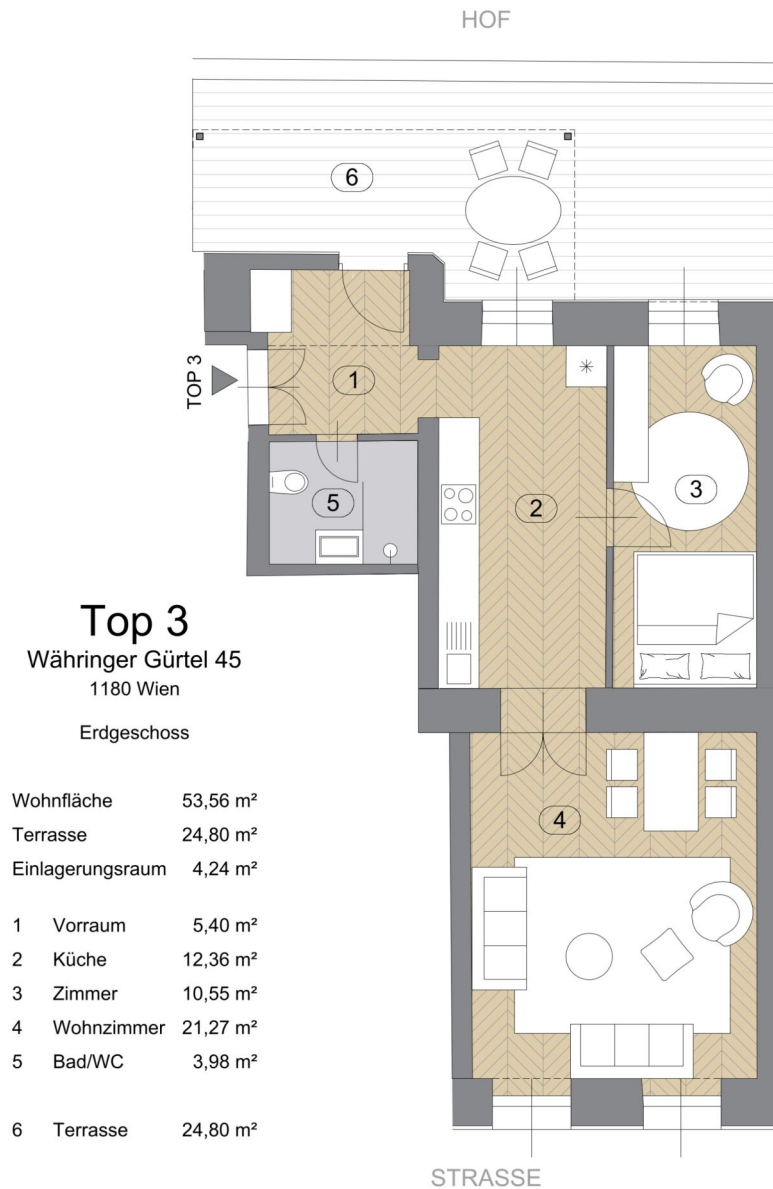 HOF
6
TOP 3
1
5
2
3
Top 3
Währinger Gürtel 45
1180 Wien
Erdgeschoss
Wohnfläche 53,56 m²
Terrasse 24,80 m²
Einlagerungsraum 4,24 m²
1 Vorraum 5,40 m²
2 Küche 12,36 m²
3 Zimmer 10,55 m²
4 Wohnzimmer 21,27 m²
5 Bad/WC 3,98 m²
6 Terrasse 24,80 m²
4
STRASSE